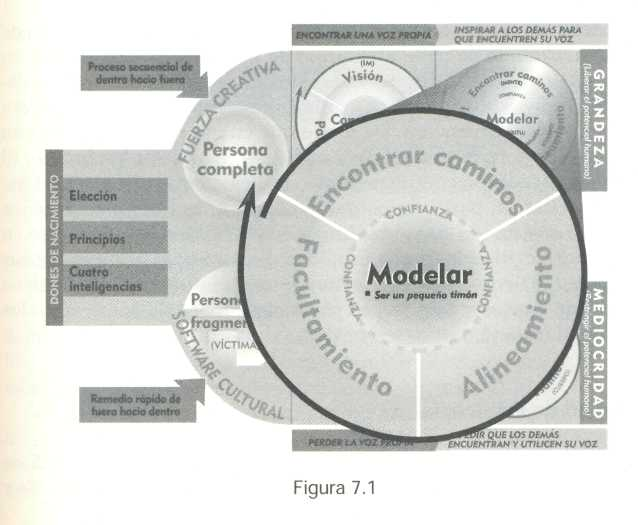 ENCONTRAR UNA VOZ PROPIA
INSPIRAR A LOS DEMÁS PARA
QUE ENCUENTREN SU VOZ
Proceso secuencial de
dentro hacia fuera
FUERZA CREATIVA
Persona
completa
(IM)
Visión
Encontrar caminos
(MENTE)
CONFIANZA
Modelar
GRANDEZA
(Liberar el potencial humano)
DONES DE NACIMIENTO
Elección
Principios
Cuatro
inteligencias
Encontrar caminos
CONFIANZA
CONFIANZA
CONFIANZA
Modelar
Ser un pequeño timón
Facultamiento
Alineamiento
(VÍCTIMA
SOFTWARE CULTURAL
MEDIOCRIDAD
(Restringir el potencial humano)
Remedio rápido de
fuera hacia dentro
PERDER LA VOZ PROPIA
QUE LOS DEMÁS
ENCUENTRAN Y UTILICEN SU VOZ
Figura 7.1